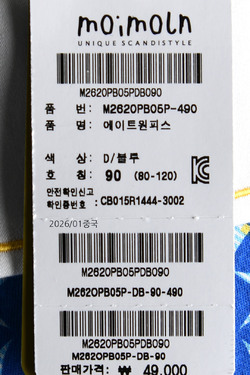 moimoln
UNIQUE SCANDISTYLE
M2620PB05PDB090
품 번: M2620PB05P-490
품 명: 에이트원피스
색 상: D/블루
호 칭: 90 (80-120)
안전확인신고
확인증번호 : CB015R1444-3002
2026/01중국
M2620PB05PDB090
M2620PB05P-DB-90-490
M2620PB05PDB090
M2620PB05P-DB-90
판매가격: ₩ 49,000